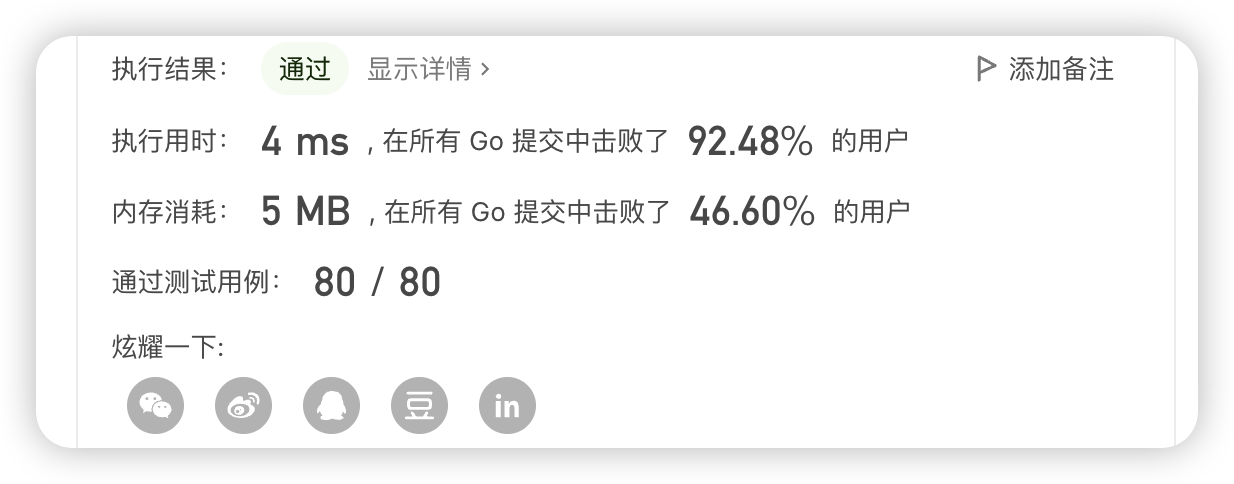 执行结果： 通过 显示详情 › 添加备注
执行用时： 4 ms , 在所有 Go 提交中击败了 92.48% 的用户
内存消耗： 5 MB , 在所有 Go 提交中击败了 46.60% 的用户
通过测试用例： 80 / 80
炫耀一下:
豆 in